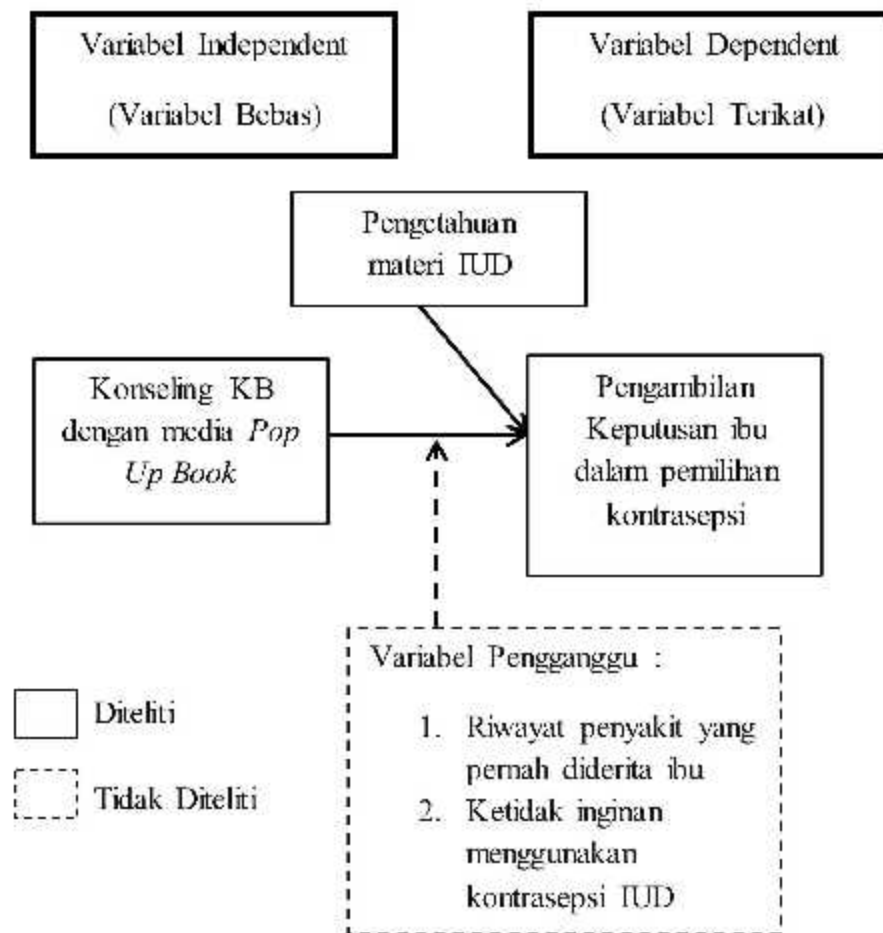 Variabel Independent
(Variabel Bebas)
Variabel Dependent
(Variabel Terikat)
Pengetahuan
materi IUD
Konseling KB
dengan media Pop
Up Book
Pengambilan
Keputusan ibu
dalam pemilihan
kontrasepsi
Variabel Pengganggu :
1. Riwayat penyakit yang
pernah diderita ibu
2. Ketidak inginan
menggunakan
kontrasepsi IUD
Diteliti
Tidak Diteliti